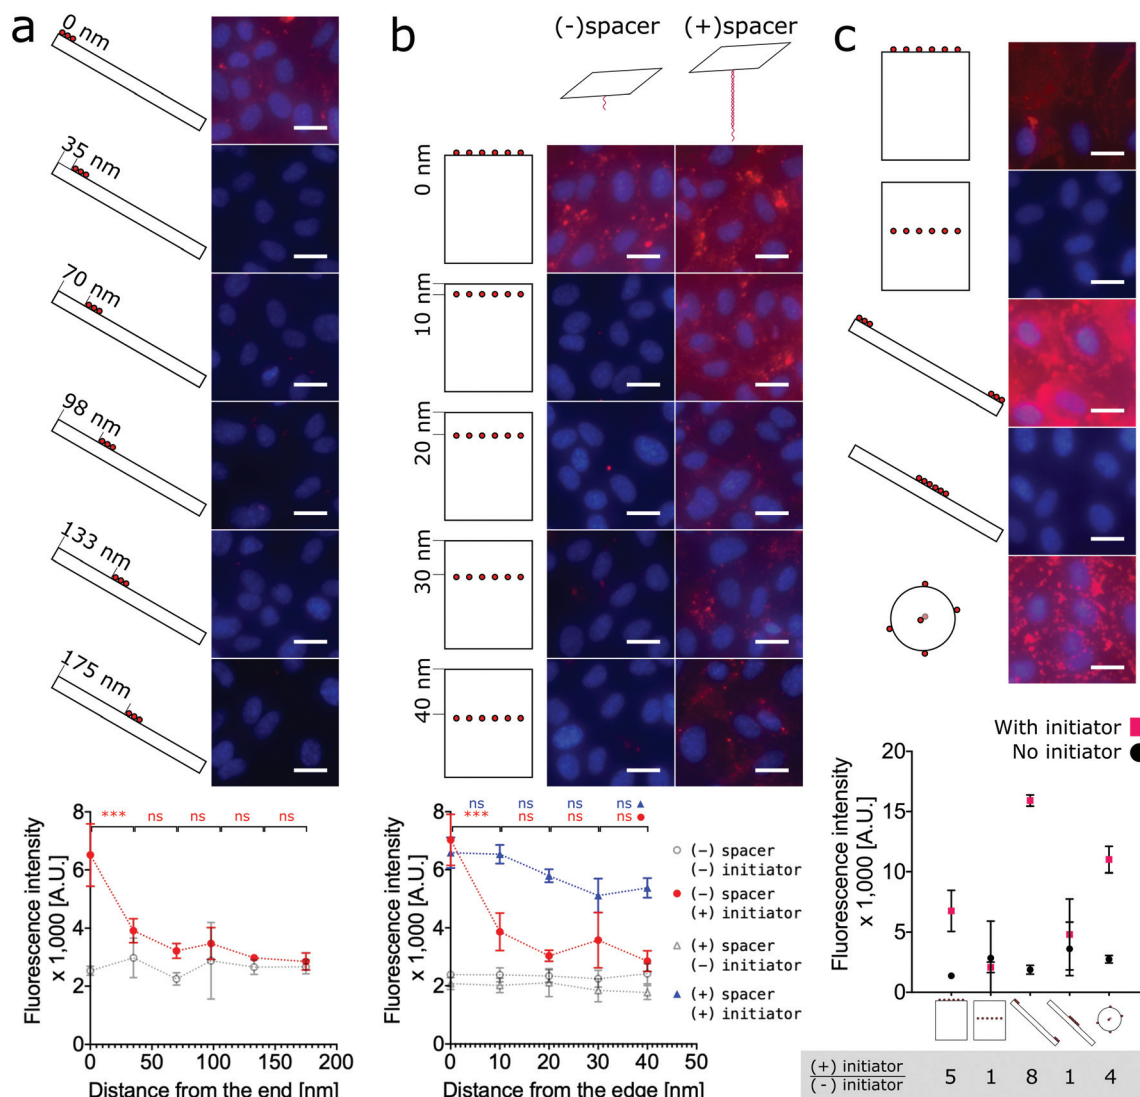 a
0 nm
35 nm
70 nm
98 nm
133 nm
175 nm
8
6
4
2
0
*** ns ns ns ns
Fluorescence intensity
x 1,000 [A.U.]
0 50 100 150 200
Distance from the end [nm]
b
(-)spacer (+)spacer
0 nm
10 nm
20 nm
30 nm
40 nm
8
6
4
2
0
ns ns ns ns
*** ns ns ns
Fluorescence intensity
x 1,000 [A.U.]
0 10 20 30 40 50
Distance from the edge [nm]
(−) spacer
(−) initiator
(−) spacer
(+) initiator
(+) spacer
(−) initiator
(+) spacer
(+) initiator
c
With initiator
No initiator
20
15
10
5
0
Fluorescence intensity
x 1,000 [A.U.]
(+) initiator
(-) initiator
5 1 8 1 4